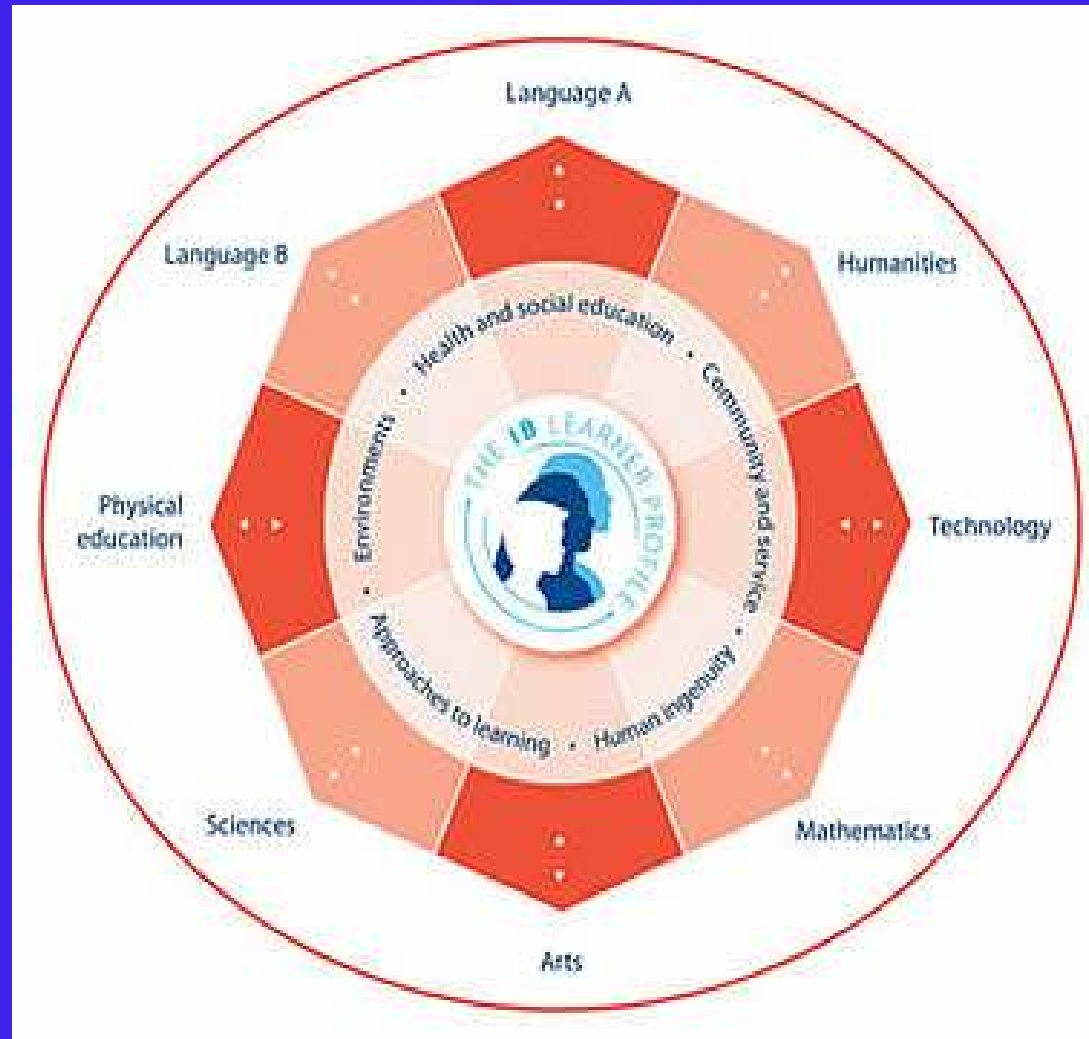 Language A
Language B
Humanities
Health and social education
Community and service
Environments
THE IB LEARNER PROFILE
Physical
education
Technology
Approaches to learning
Human ingenuity
Sciences
Mathematics
Arts